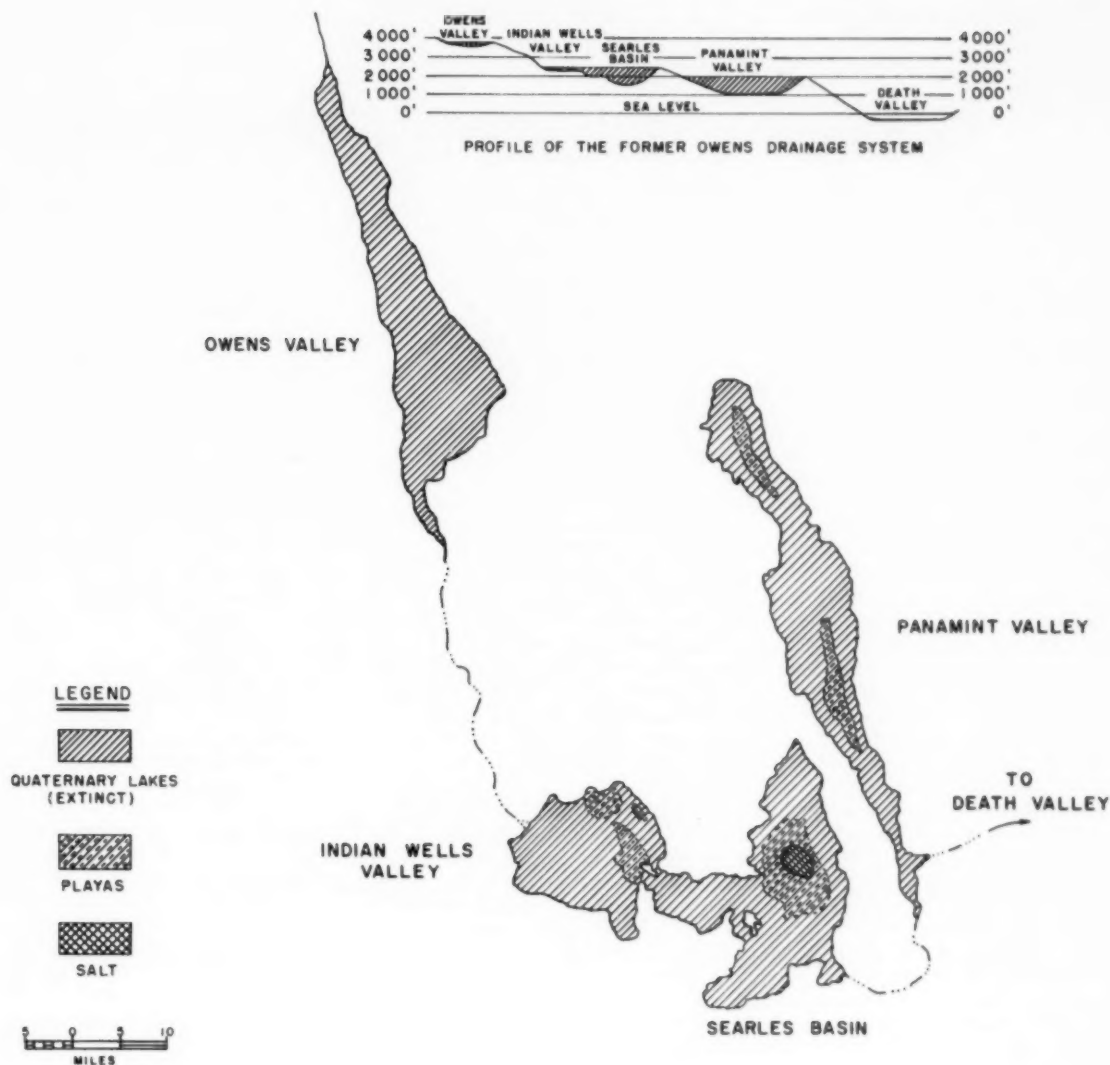 OWENS
VALLEY
INDIAN WELLS
VALLEY
SEARLES
BASIN
PANAMINT
VALLEY
DEATH
VALLEY
4000'
3000'
2000'
1000'
0'
4000'
3000'
2000'
1000'
0'
SEA LEVEL
PROFILE OF THE FORMER OWENS DRAINAGE SYSTEM
OWENS VALLEY
PANAMINT VALLEY
TO
DEATH VALLEY
INDIAN WELLS
VALLEY
SEARLES BASIN
LEGEND
QUATERNARY LAKES
(EXTINCT)
PLAYAS
SALT
5 0 5 10
MILES